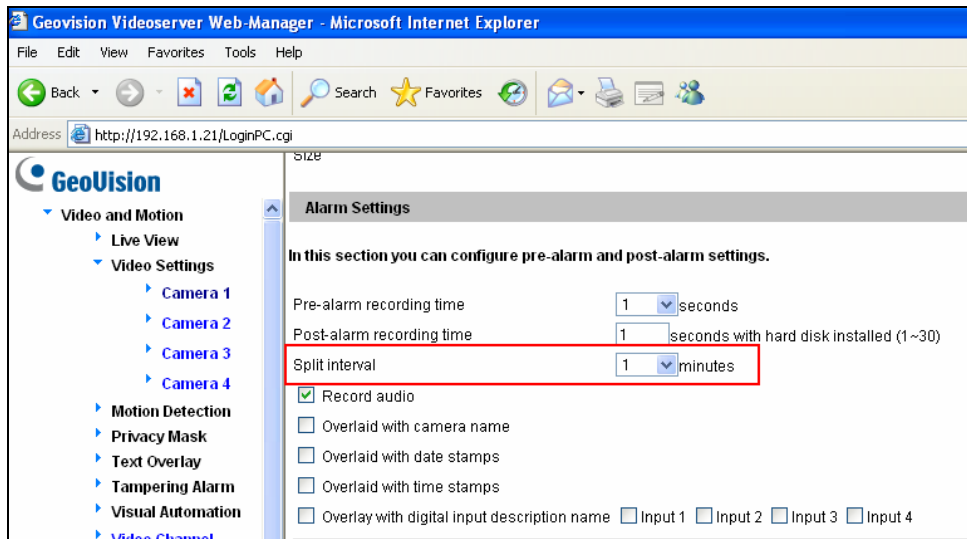 Geovision Videoserver Web-Manager - Microsoft Internet Explorer
File Edit View Favorites Tools Help
Back Search Favorites
Address http://192.168.1.21/LoginPC.cgi
GeoVision
Video and Motion
Live View
Video Settings
Camera 1
Camera 2
Camera 3
Camera 4
Motion Detection
Privacy Mask
Text Overlay
Tampering Alarm
Visual Automation
Video Channel
Size
Alarm Settings
In this section you can configure pre-alarm and post-alarm settings.
Pre-alarm recording time 1 seconds
Post-alarm recording time 1 seconds with hard disk installed (1~30)
Split interval 1 minutes
Record audio
Overlaid with camera name
Overlaid with date stamps
Overlaid with time stamps
Overlay with digital input description name Input 1 Input 2 Input 3 Input 4